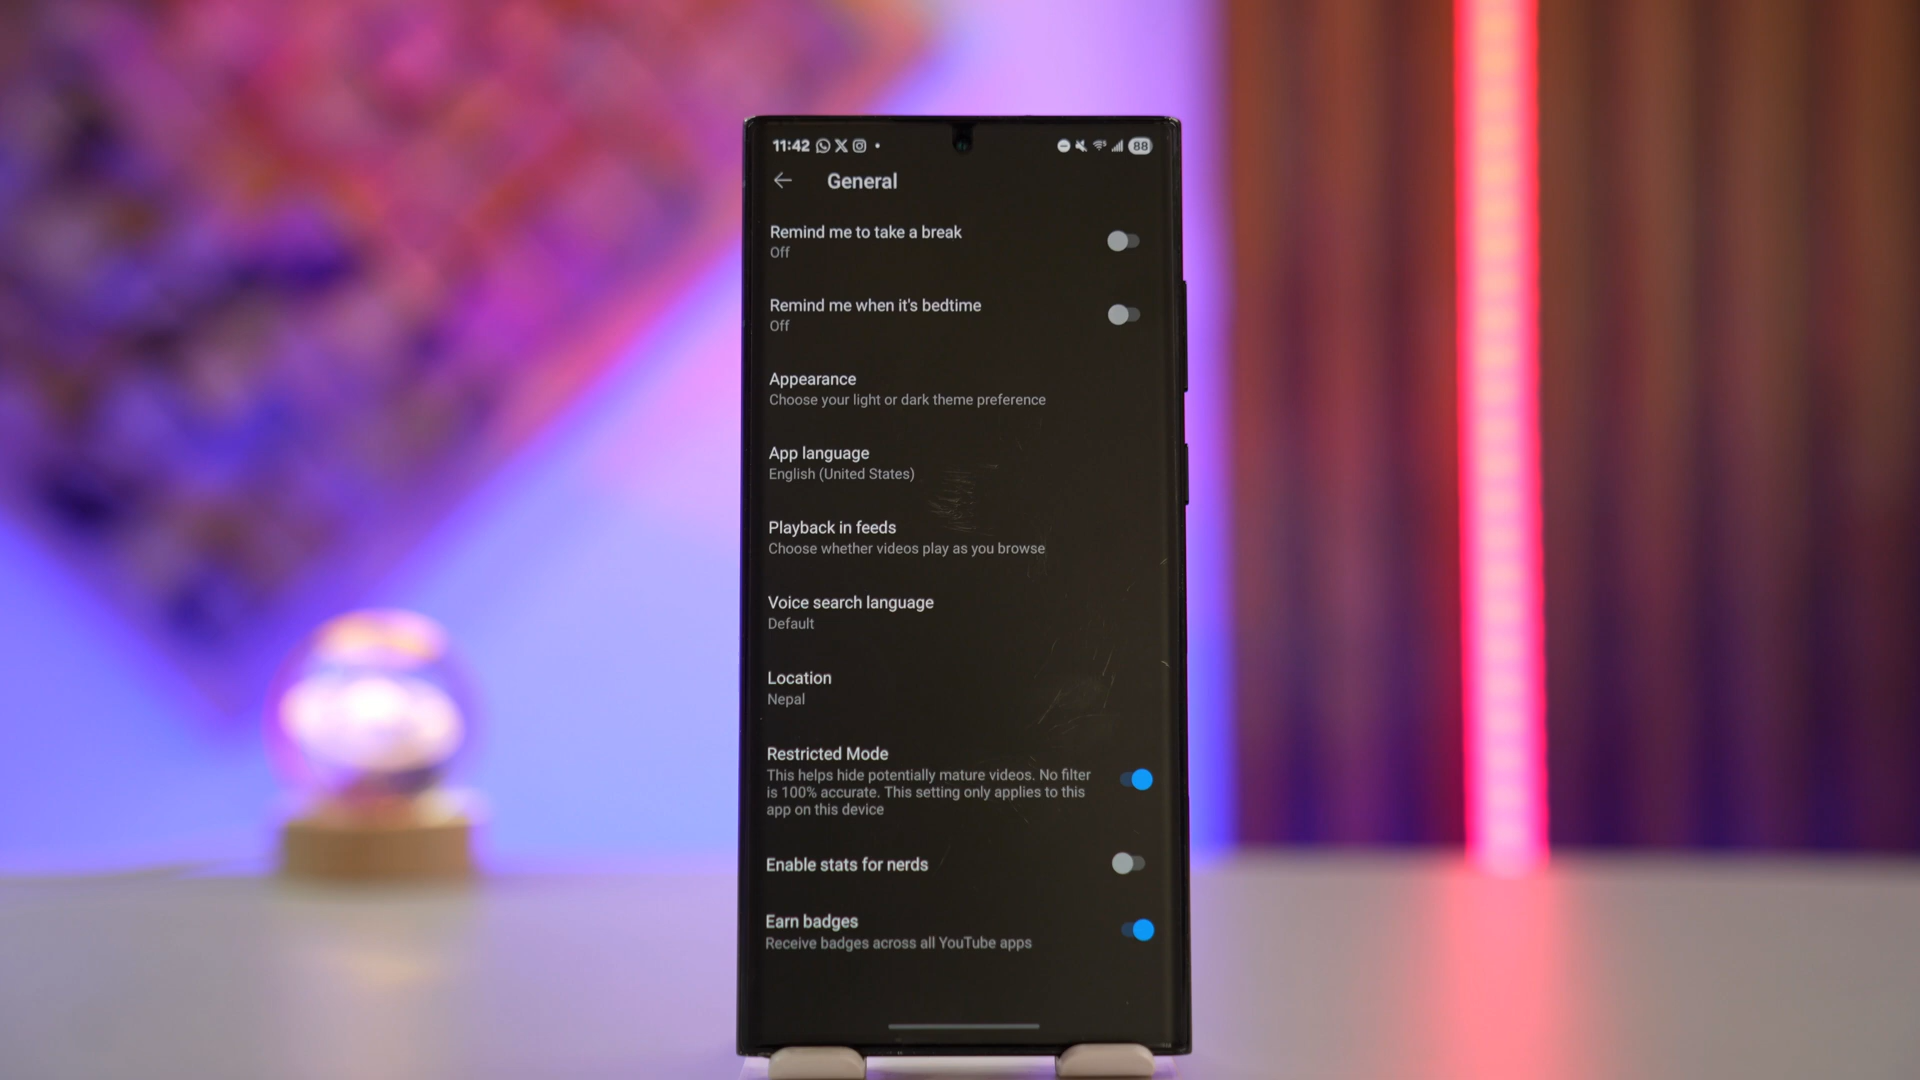 11:42 88
General
Remind me to take a break
Off
Remind me when it's bedtime
Off
Appearance
Choose your light or dark theme preference
App language
English (United States)
Playback in feeds
Choose whether videos play as you browse
Voice search language
Default
Location
Nepal
Restricted Mode
This helps hide potentially mature videos. No filter
is 100% accurate. This setting only applies to this
app on this device
Enable stats for nerds
Earn badges
Receive badges across all YouTube apps